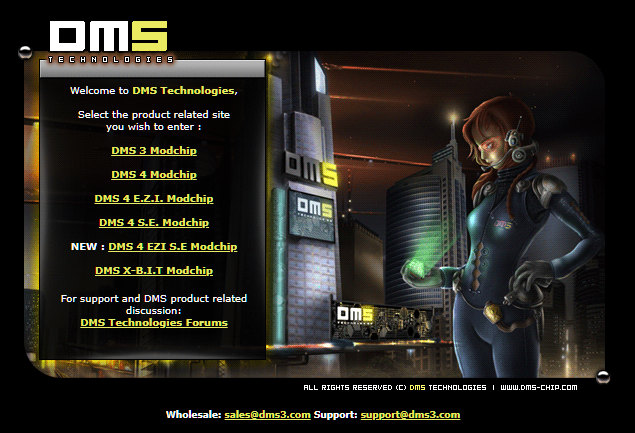 DMS
TECHNOLOGIES
Welcome to DMS Technologies,
Select the product related site
you wish to enter :
DMS 3 Modchip
DMS 4 Modchip
DMS 4 E.Z.I. Modchip
DMS 4 S.E. Modchip
NEW : DMS 4 EZI S.E Modchip
DMS X-B.I.T Modchip
For support and DMS product related
discussion:
DMS Technologies Forums
DMS
DMS
DMS
DMS
ALL RIGHTS RESERVED (C) DMS TECHNOLOGIES | WWW.DMS-CHIP.COM
Wholesale: sales@dms3.com Support: support@dms3.com